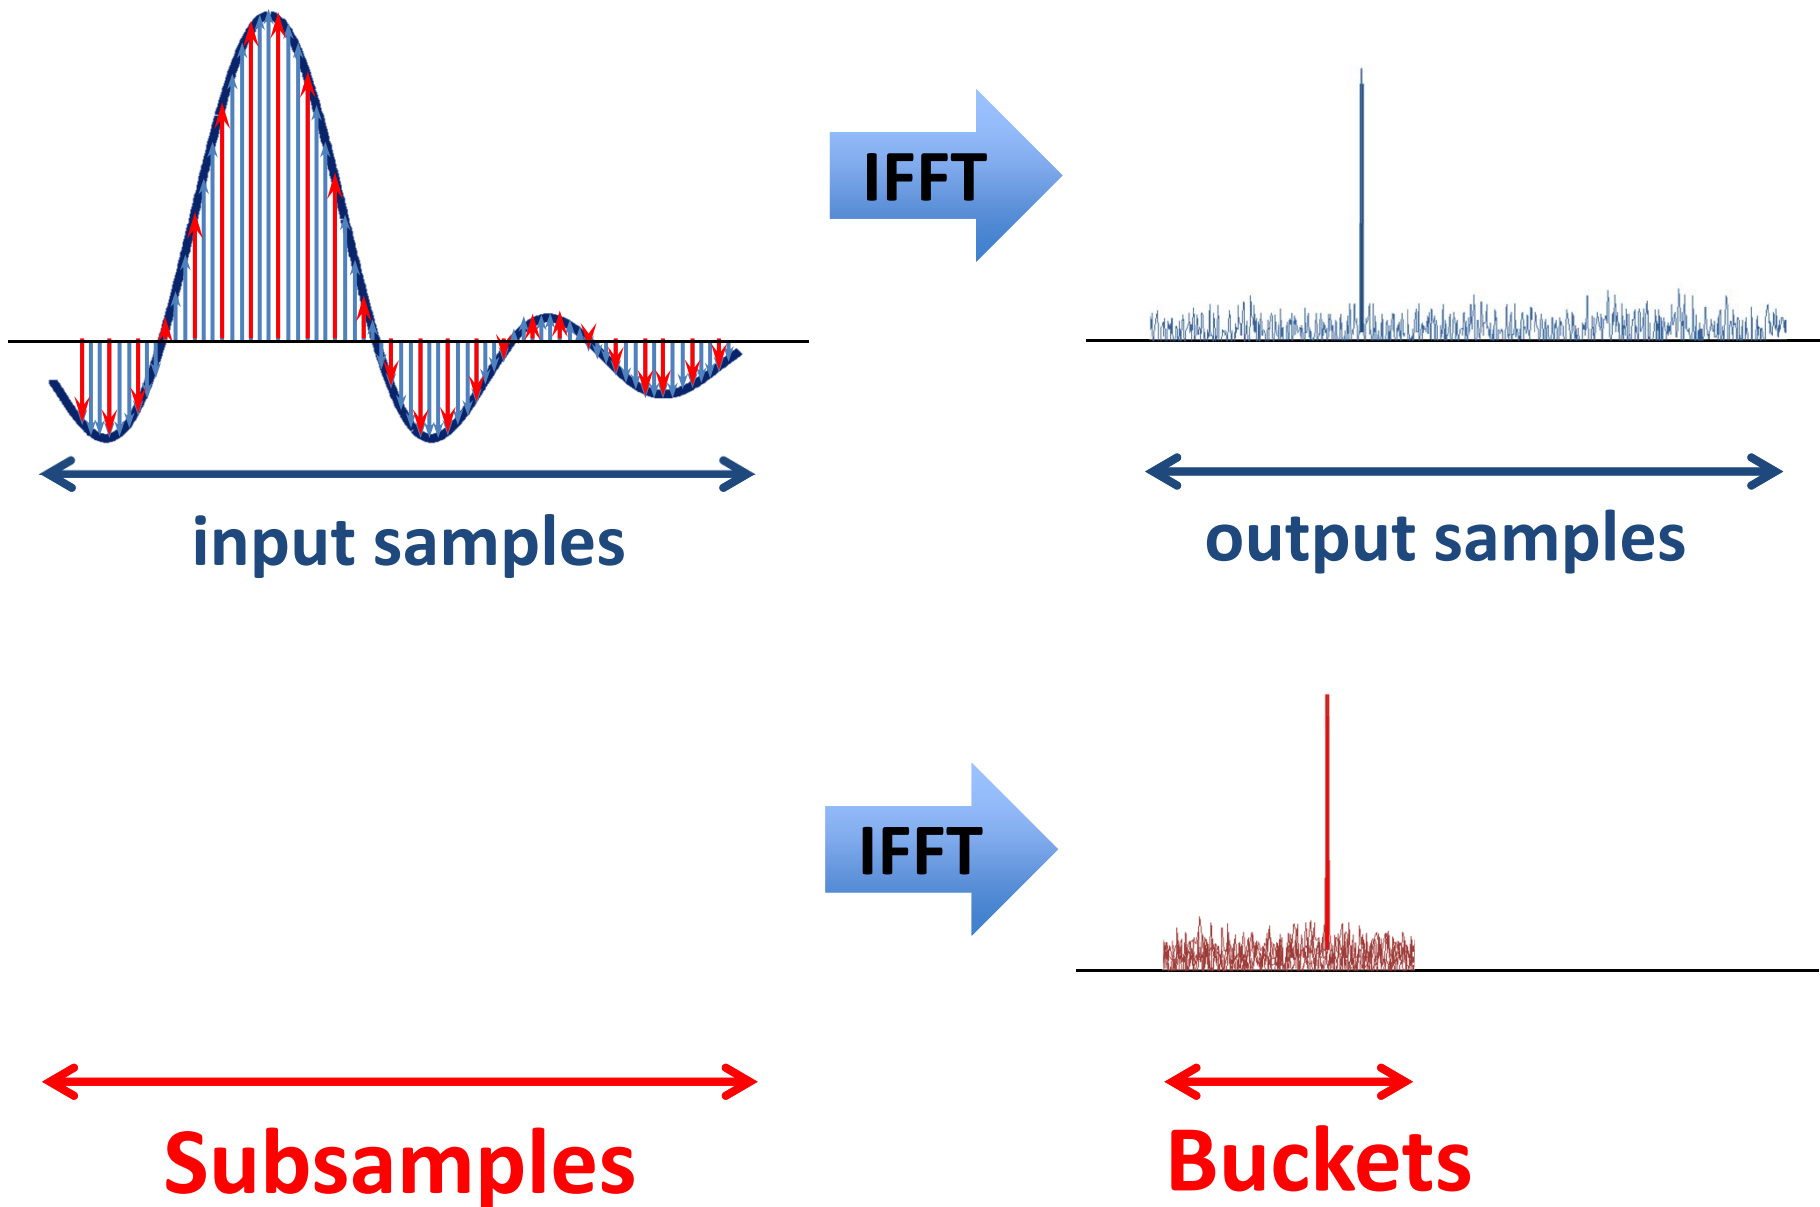 IFFT
input samples
output samples
IFFT
Subsamples
Buckets